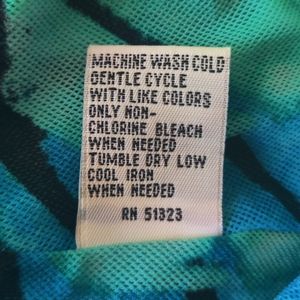 MACHINE WASH COLD
GENTLE CYCLE
WITH LIKE COLORS
ONLY NON-
CHLORINE BLEACH
WHEN NEEDED
TUMBLE DRY LOW
COOL IRON
WHEN NEEDED
RN 51323